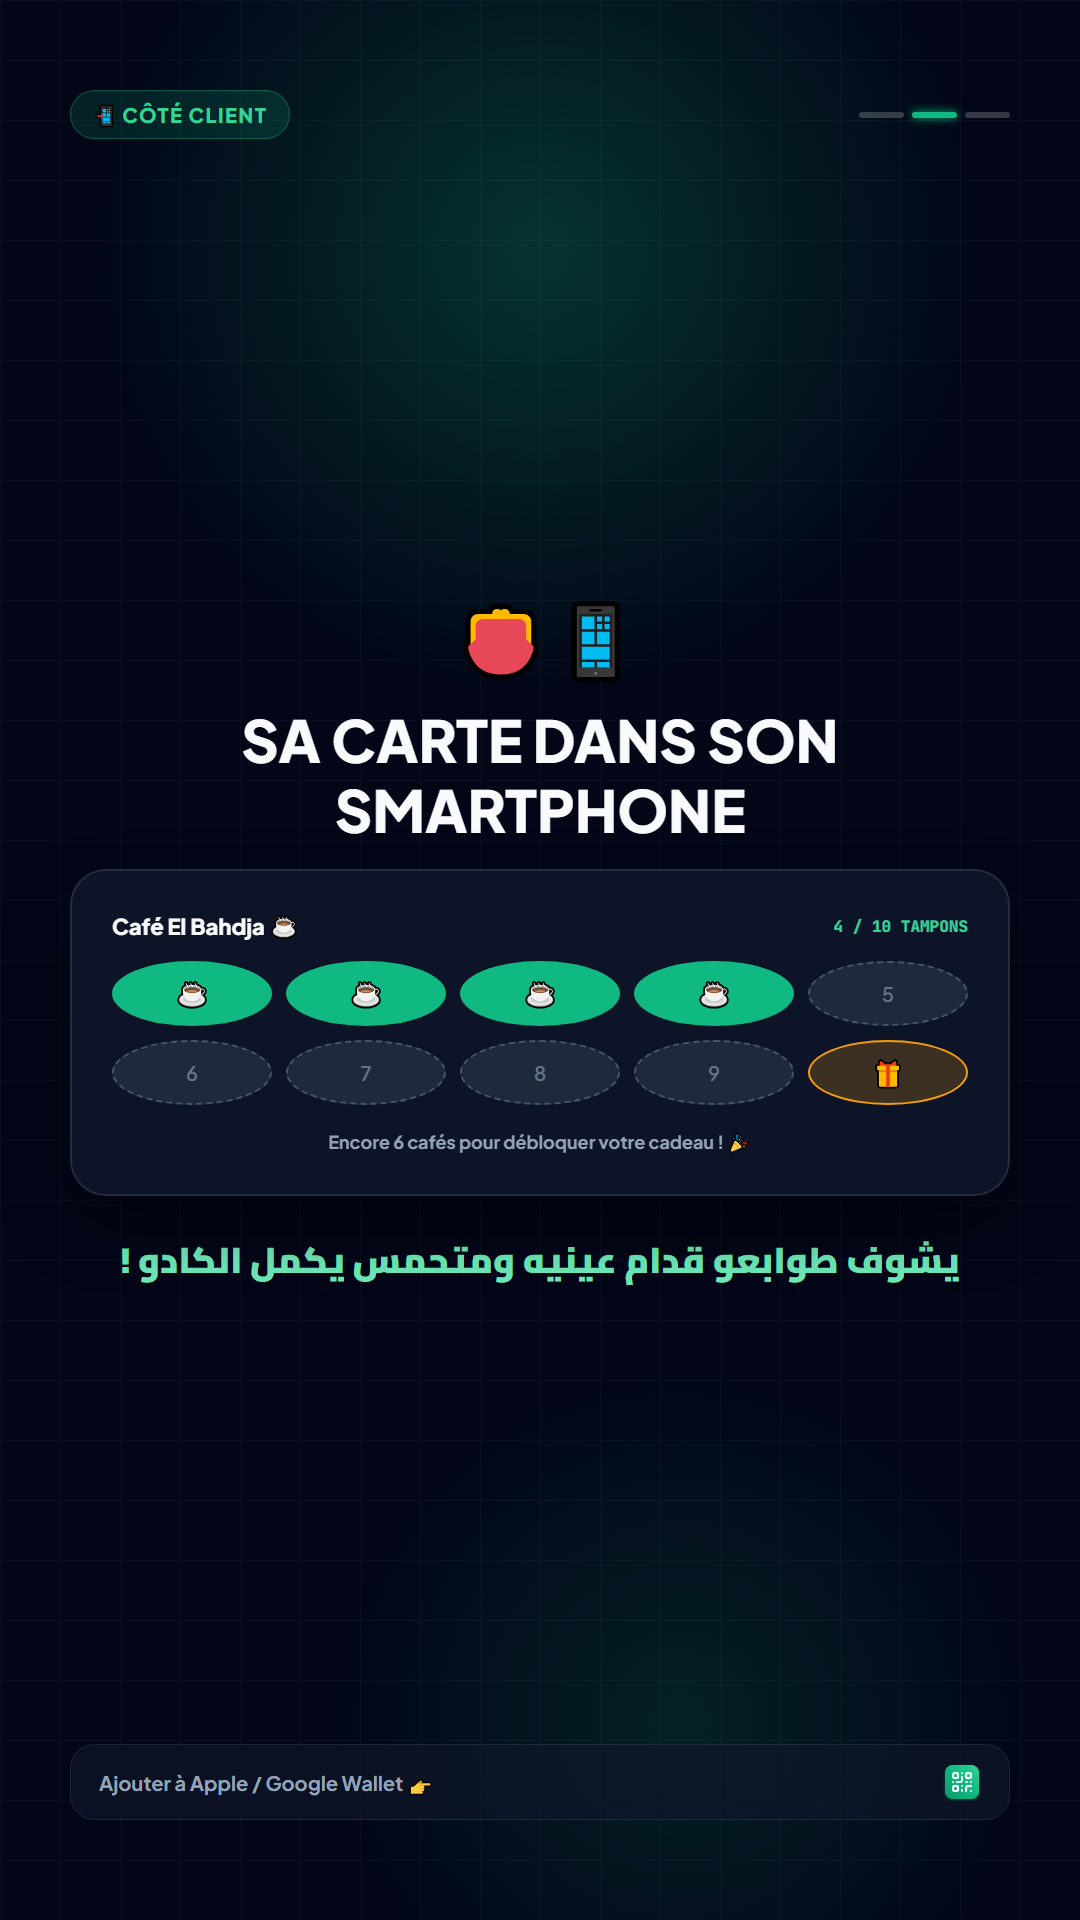 CÔTÉ CLIENT
SA CARTE DANS SON
SMARTPHONE
Café El Bahdja
4 / 10 TAMPONS
5
6 7 8 9
Encore 6 cafés pour débloquer votre cadeau !
يشوف طوابعو قدام عينيه ومتحمس يكمل الكادو !
Ajouter à Apple / Google Wallet